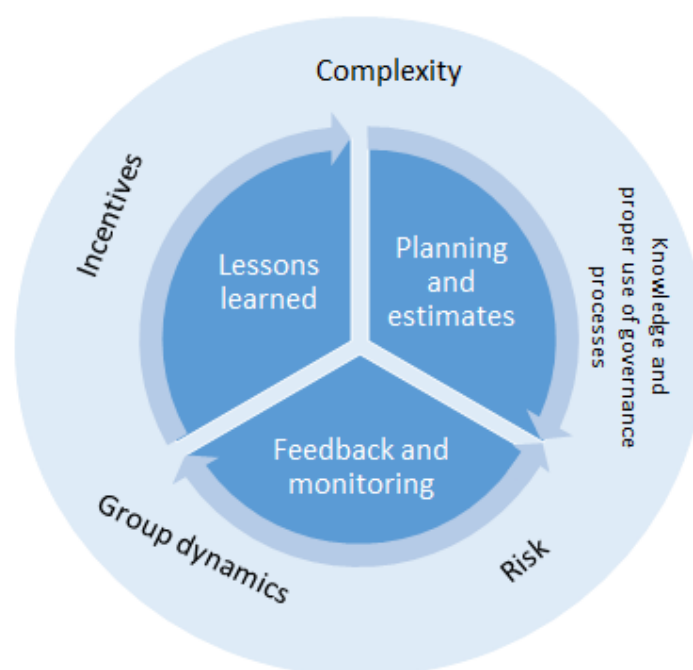 Complexity
Incentives
Lessons
learned
Planning
and
estimates
Knowledge and
proper use of governance
processes
Feedback and
monitoring
Group dynamics
Risk